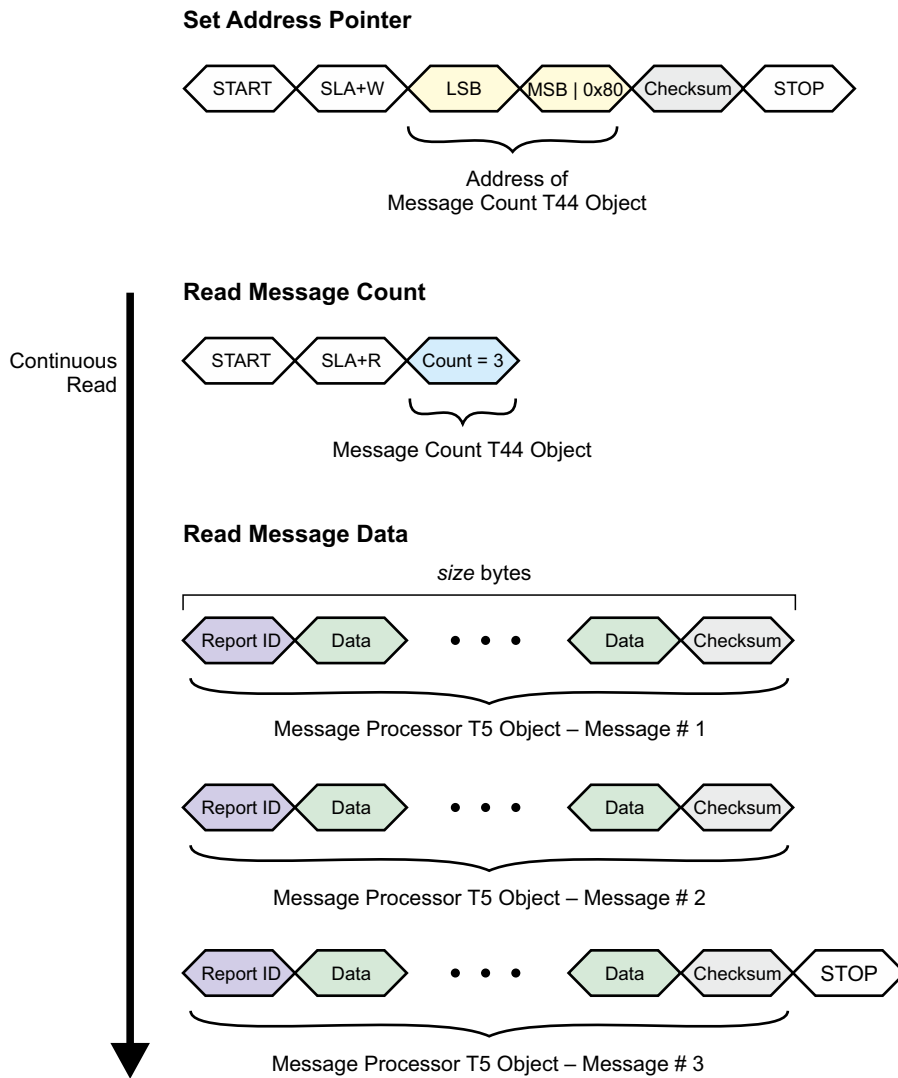 Set Address Pointer
START SLA+W LSB MSB | 0x80 Checksum STOP
Address of
Message Count T44 Object
Read Message Count
Continuous
Read
START SLA+R Count = 3
Message Count T44 Object
Read Message Data
size bytes
Report ID Data • • • Data Checksum
Message Processor T5 Object – Message # 1
Report ID Data • • • Data Checksum
Message Processor T5 Object – Message # 2
Report ID Data • • • Data Checksum STOP
Message Processor T5 Object – Message # 3